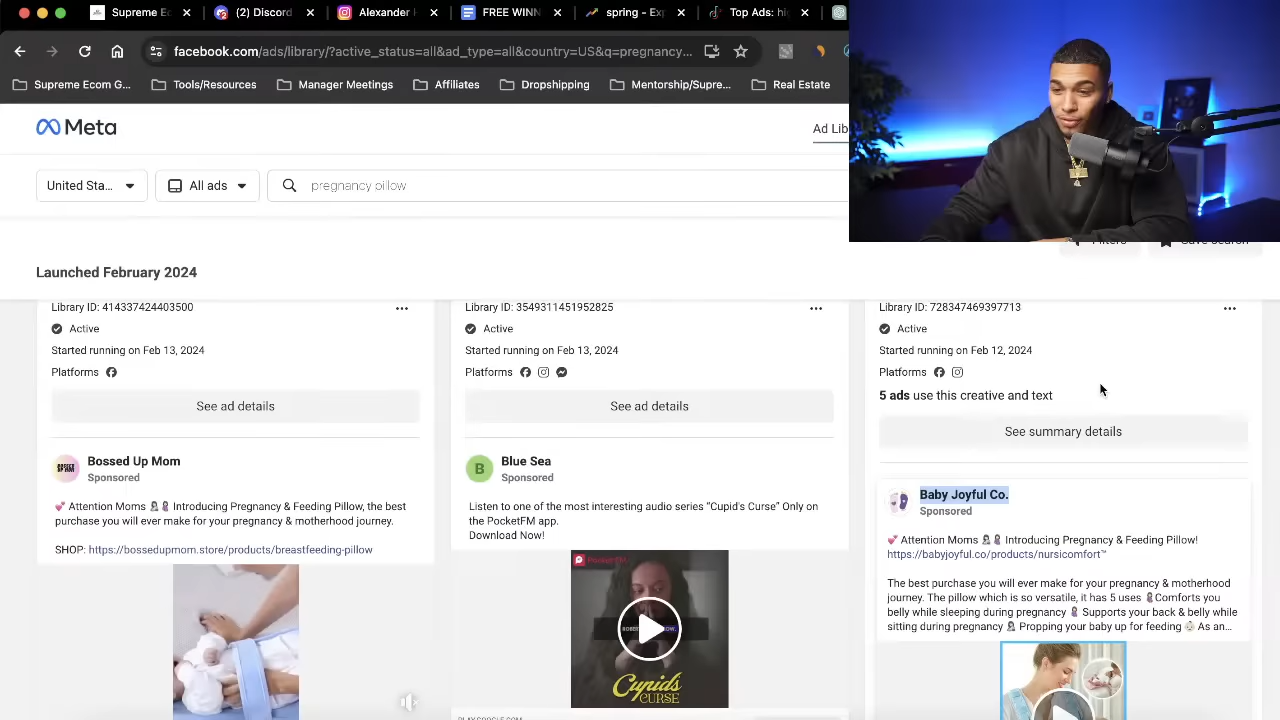 Supreme Ec
(2) Discord
Alexander
FREE WINN
spring - Exp
Top Ads: hi
facebook.com/ads/library/?active_status=all&ad_type=all&country=US&q=pregnancy...
Supreme Ecom G...
Tools/Resources
Manager Now
Affiliates
Dropshipping
Mentorship/Supre...
Real Estate
Meta
Ad Lib
United Sta...
All ads
pregnancy pillow
Filters
Save search
Launched February 2024
Library ID: 414337424403500
Active
Started running on Feb 13, 2024
Platforms
See ad details
Bossed Up Mom
Sponsored
💕 Attention Moms 🤱🏻🤰 Introducing Pregnancy & Feeding Pillow, the best
purchase you will ever make for your pregnancy & motherhood journey.
SHOP: https://bossedupmom.store/products/breastfeeding-pillow
Library ID: 3549311451952825
Active
Started running on Feb 13, 2024
Platforms
See ad details
B
Blue Sea
Sponsored
Listen to one of the most interesting audio series “Cupid's Curse” Only on
the PocketFM app.
Download Now!
Cupid's
CURSE
PLAY.GOOGLE.COM
Library ID: 728347469397713
Active
Started running on Feb 12, 2024
Platforms
5 ads use this creative and text
See summary details
Baby Joyful Co.
Sponsored
💕 Attention Moms 🤱🏻🤰 Introducing Pregnancy & Feeding Pillow!
https://babyjoyful.co/products/nursicomfort™
The best purchase you will ever make for your pregnancy & motherhood
journey. The pillow which is so versatile, it has 5 uses 🤰Comforts you
belly while sleeping during pregnancy 🤰 Supports your back & belly while
sitting during pregnancy 🤱🏻 Propping your baby up for feeding 👶🏻 As an...